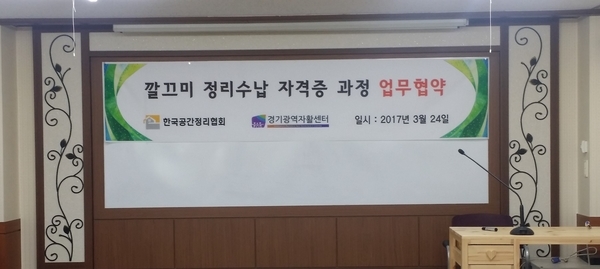 깔끄미 정리수납 자격증 과정 업무협약
한국공간정리협회 경기광역자활센터 일시 : 2017년 3월 24일